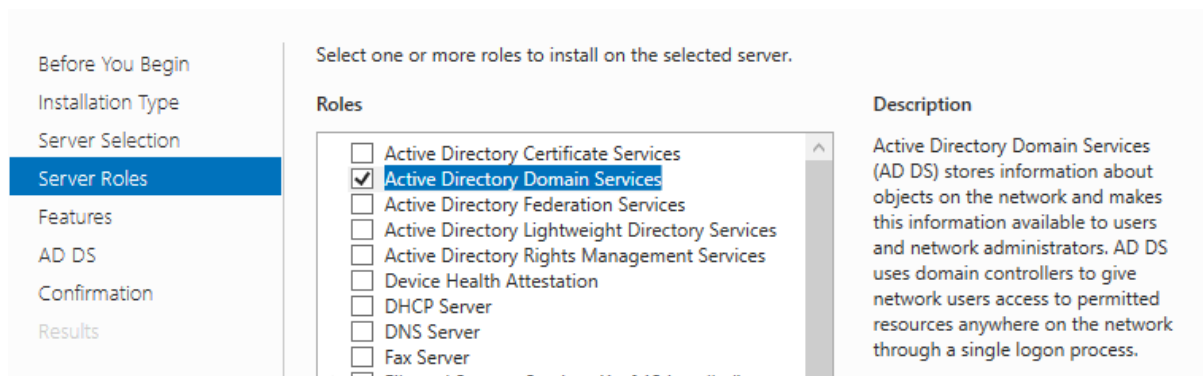 Before You Begin
Installation Type
Server Selection
Server Roles
Features
AD DS
Confirmation
Results
Select one or more roles to install on the selected server.
Roles
Active Directory Certificate Services
Active Directory Domain Services
Active Directory Federation Services
Active Directory Lightweight Directory Services
Active Directory Rights Management Services
Device Health Attestation
DHCP Server
DNS Server
Fax Server
Description
Active Directory Domain Services
(AD DS) stores information about
objects on the network and makes
this information available to users
and network administrators. AD DS
uses domain controllers to give
network users access to permitted
resources anywhere on the network
through a single logon process.